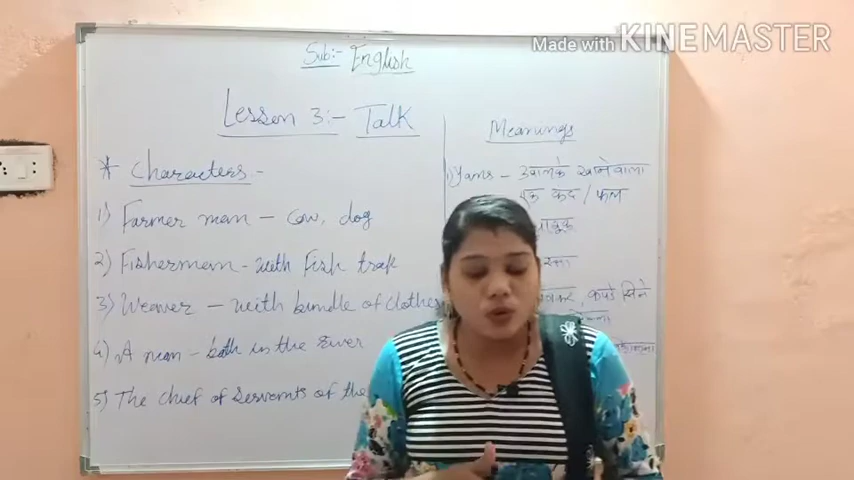 Made with KINEMASTER
Sub:- English
Lesson 3:- Talk
* Characters -
1) Farmer man - cow, dog
2) Fishermam - with Fish trap
3) Weaver - with bundle of clothes
4) A man - bath in the river
5) The chief of servents of the
Meanings
1) Yams - उबालके खानेवाला
एक कंद / फल
चाबूक